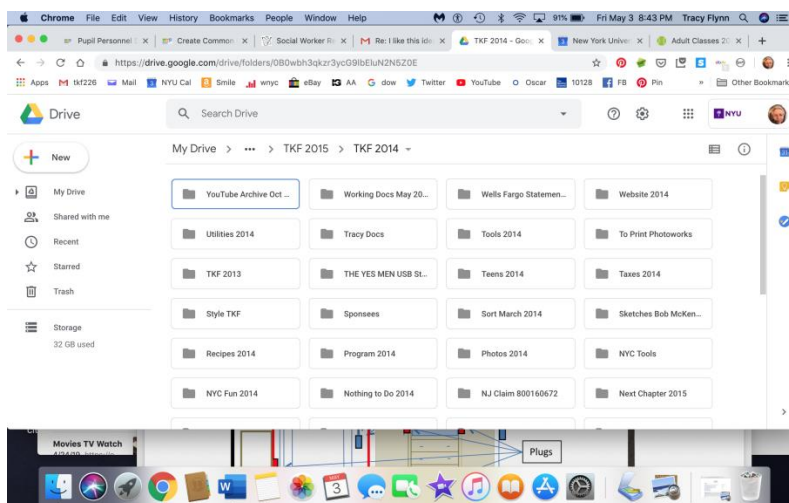 Chrome File Edit View History Bookmarks People Window Help 91% Fri May 3 8:43 PM Tracy Flynn
Pupil Personnel S Create Common Social Worker R Re: I like this ide TKF 2014 – Goog New York Univer Adult Classes 20
https://drive.google.com/drive/folders/0B0wbh3qkzr3ycG9IbEluN2N5Z0E
Apps tkf226 Mail NYU Cal Smile wnyc eBay AA G dow Twitter YouTube Oscar 10128 FB Pin » Other Bookmark
Drive Search Drive NYU
New My Drive > ... > TKF 2015 > TKF 2014
My Drive YouTube Archive Oct ... Working Docs May 20... Wells Fargo Statemen... Website 2014
Shared with me
Recent Utilities 2014 Tracy Docs Tools 2014 To Print Photoworks
Starred TKF 2013 THE YES MEN USB St... Teens 2014 Taxes 2014
Trash
Storage Style TKF Sponsees Sort March 2014 Sketches Bob McKen...
32 GB used
Recipes 2014 Program 2014 Photos 2014 NYC Tools
NYC Fun 2014 Nothing to Do 2014 NJ Claim 800160672 Next Chapter 2015
Movies TV Watch
Plugs
MAY
3